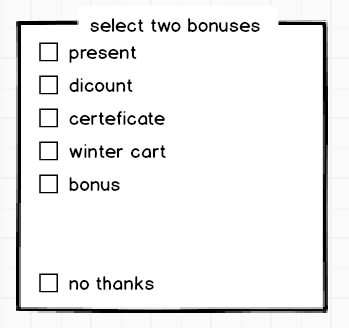 select two bonuses
present
dicount
certeficate
winter cart
bonus
no thanks